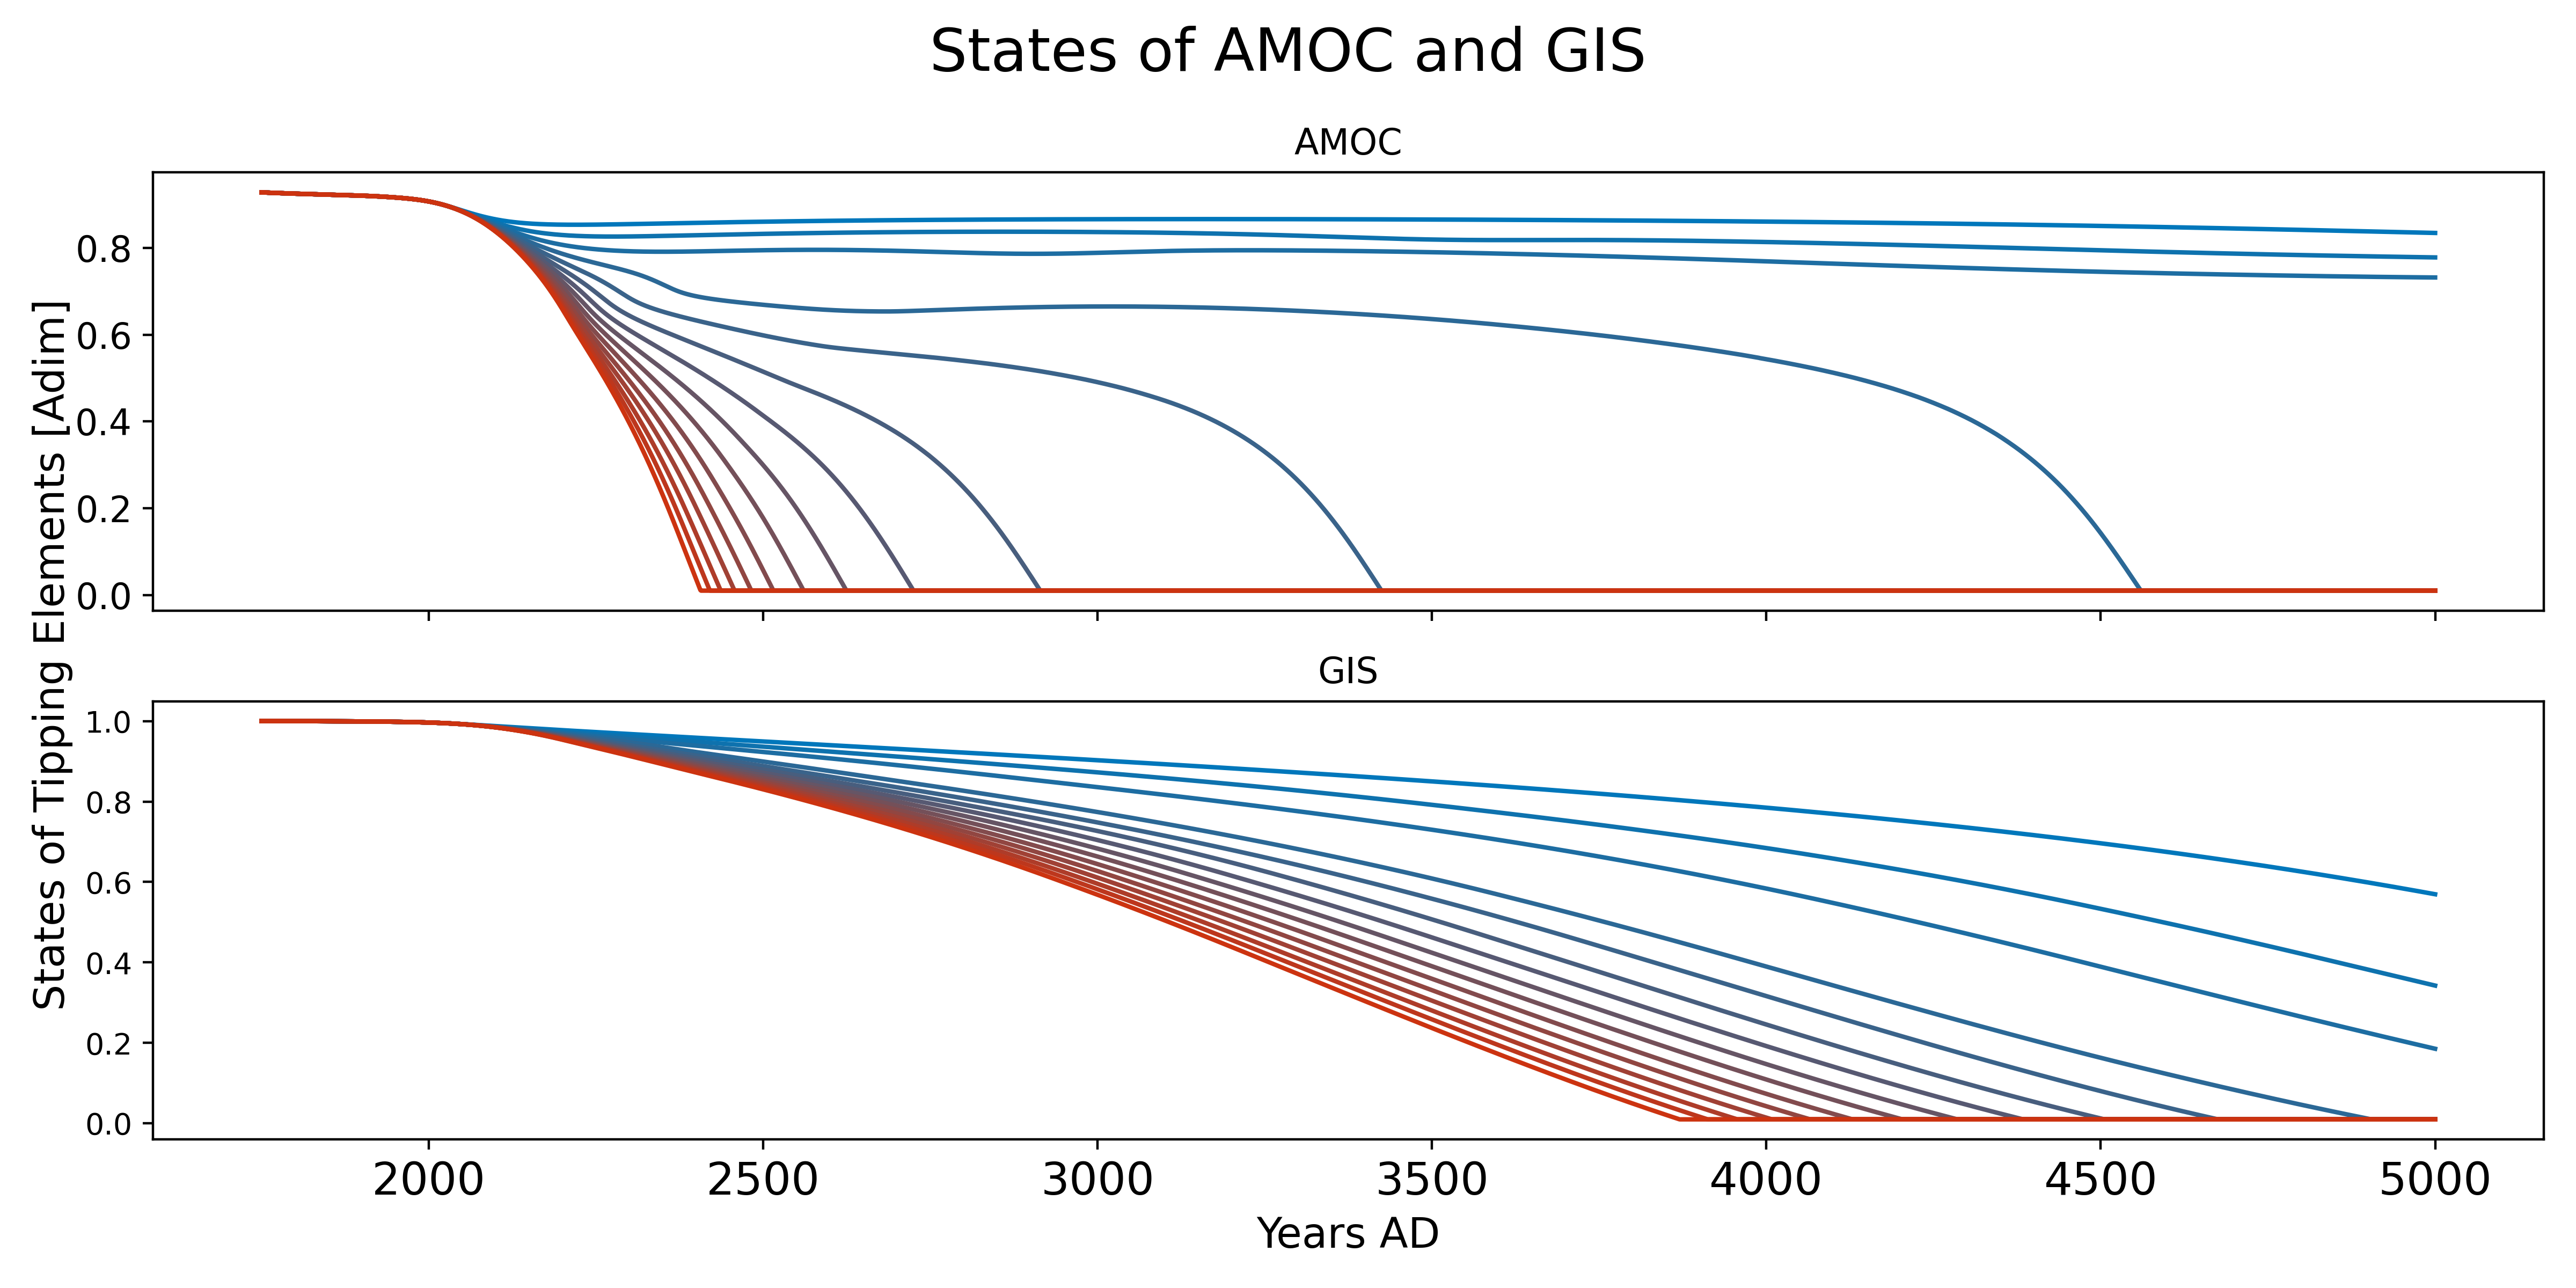 States of AMOC and GIS
AMOC
0.8
0.6
0.4
0.2
0.0
States of Tipping Elements [Adim]
GIS
1.0
0.8
0.6
0.4
0.2
0.0
2000 2500 3000 3500 4000 4500 5000
Years AD